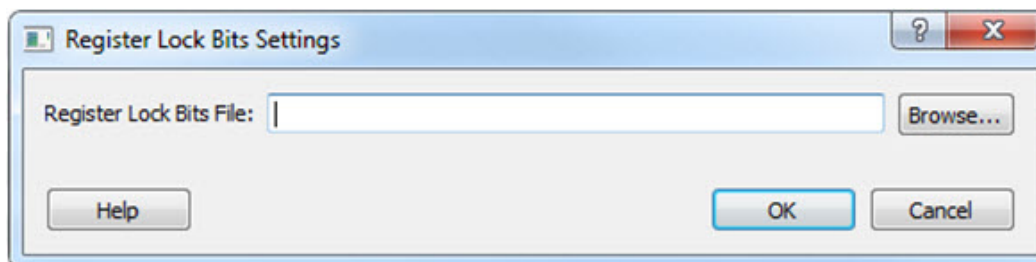 Register Lock Bits Settings
? X
Register Lock Bits File: Browse...
Help OK Cancel